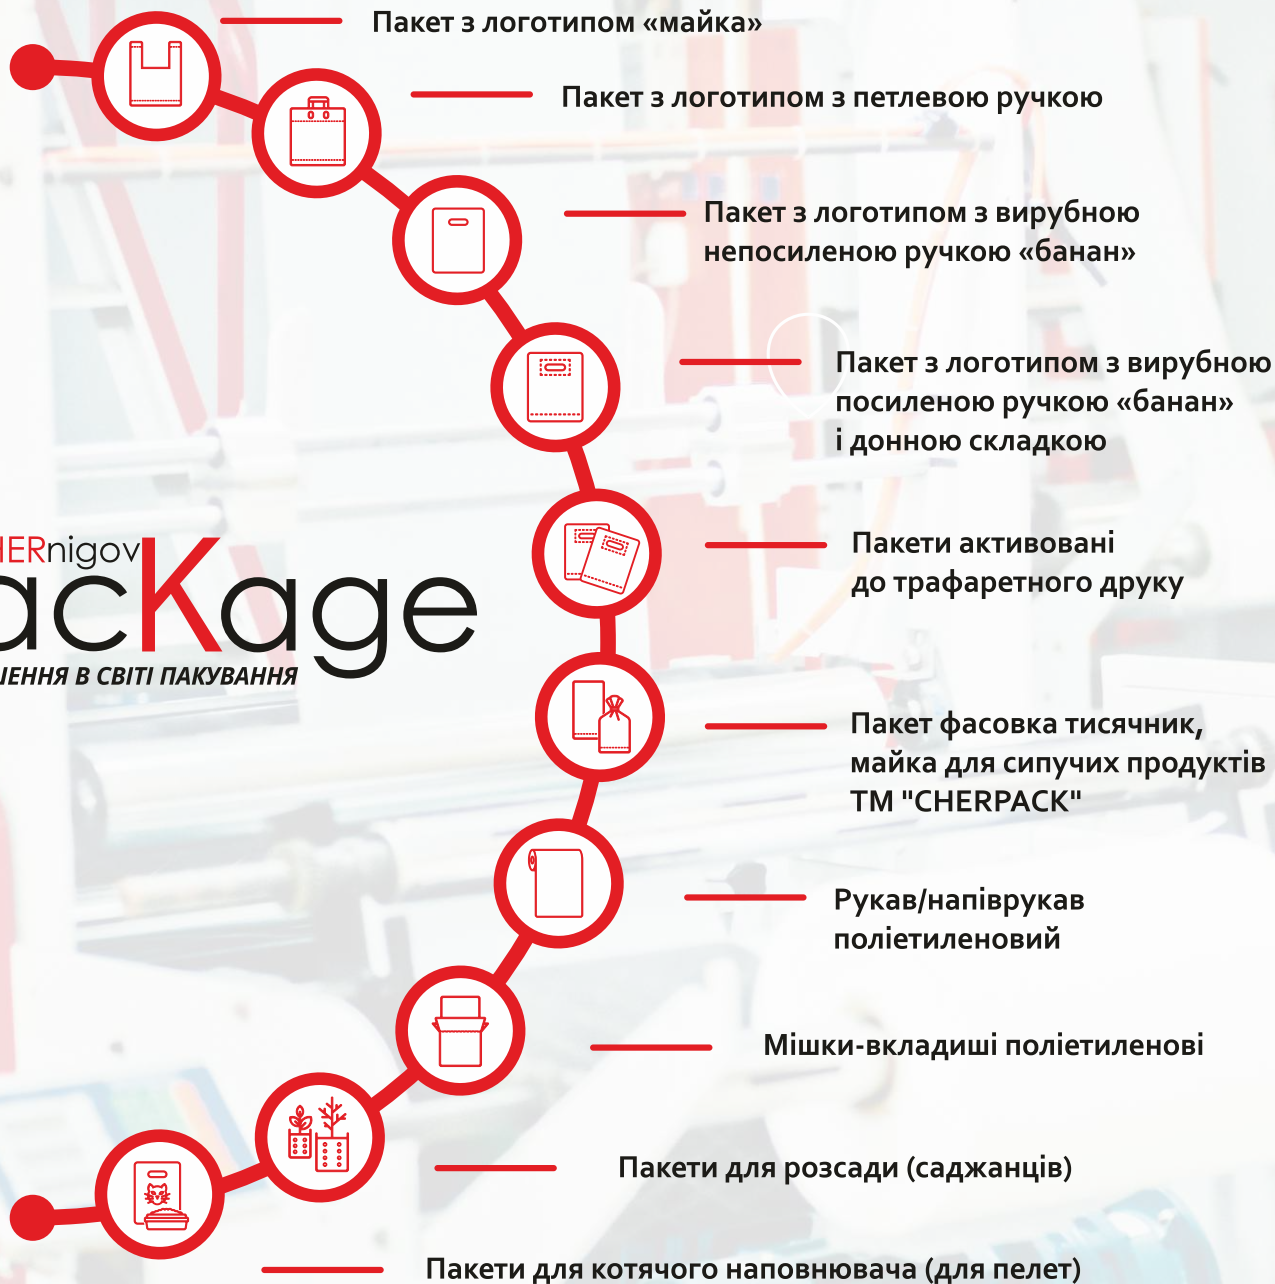 Пакет з логотипом «майка»
Пакет з логотипом з петлевою ручкою
Пакет з логотипом з вирубною
непосиленою ручкою «банан»
Пакет з логотипом з вирубною
посиленою ручкою «банан»
і донною складкою
HERnigov
acKage
В СВІТІ ПАКУВАННЯ
Пакети активовані
до трафаретного друку
Пакет фасовка тисячник,
майка для сипучих продуктів
ТМ "CHERPACK"
Рукав/напіврукав
поліетиленовий
Мішки-вкладиші поліетиленові
Пакети для розсади (саджанців)
Пакети для котячого наповнювача (для пелет)